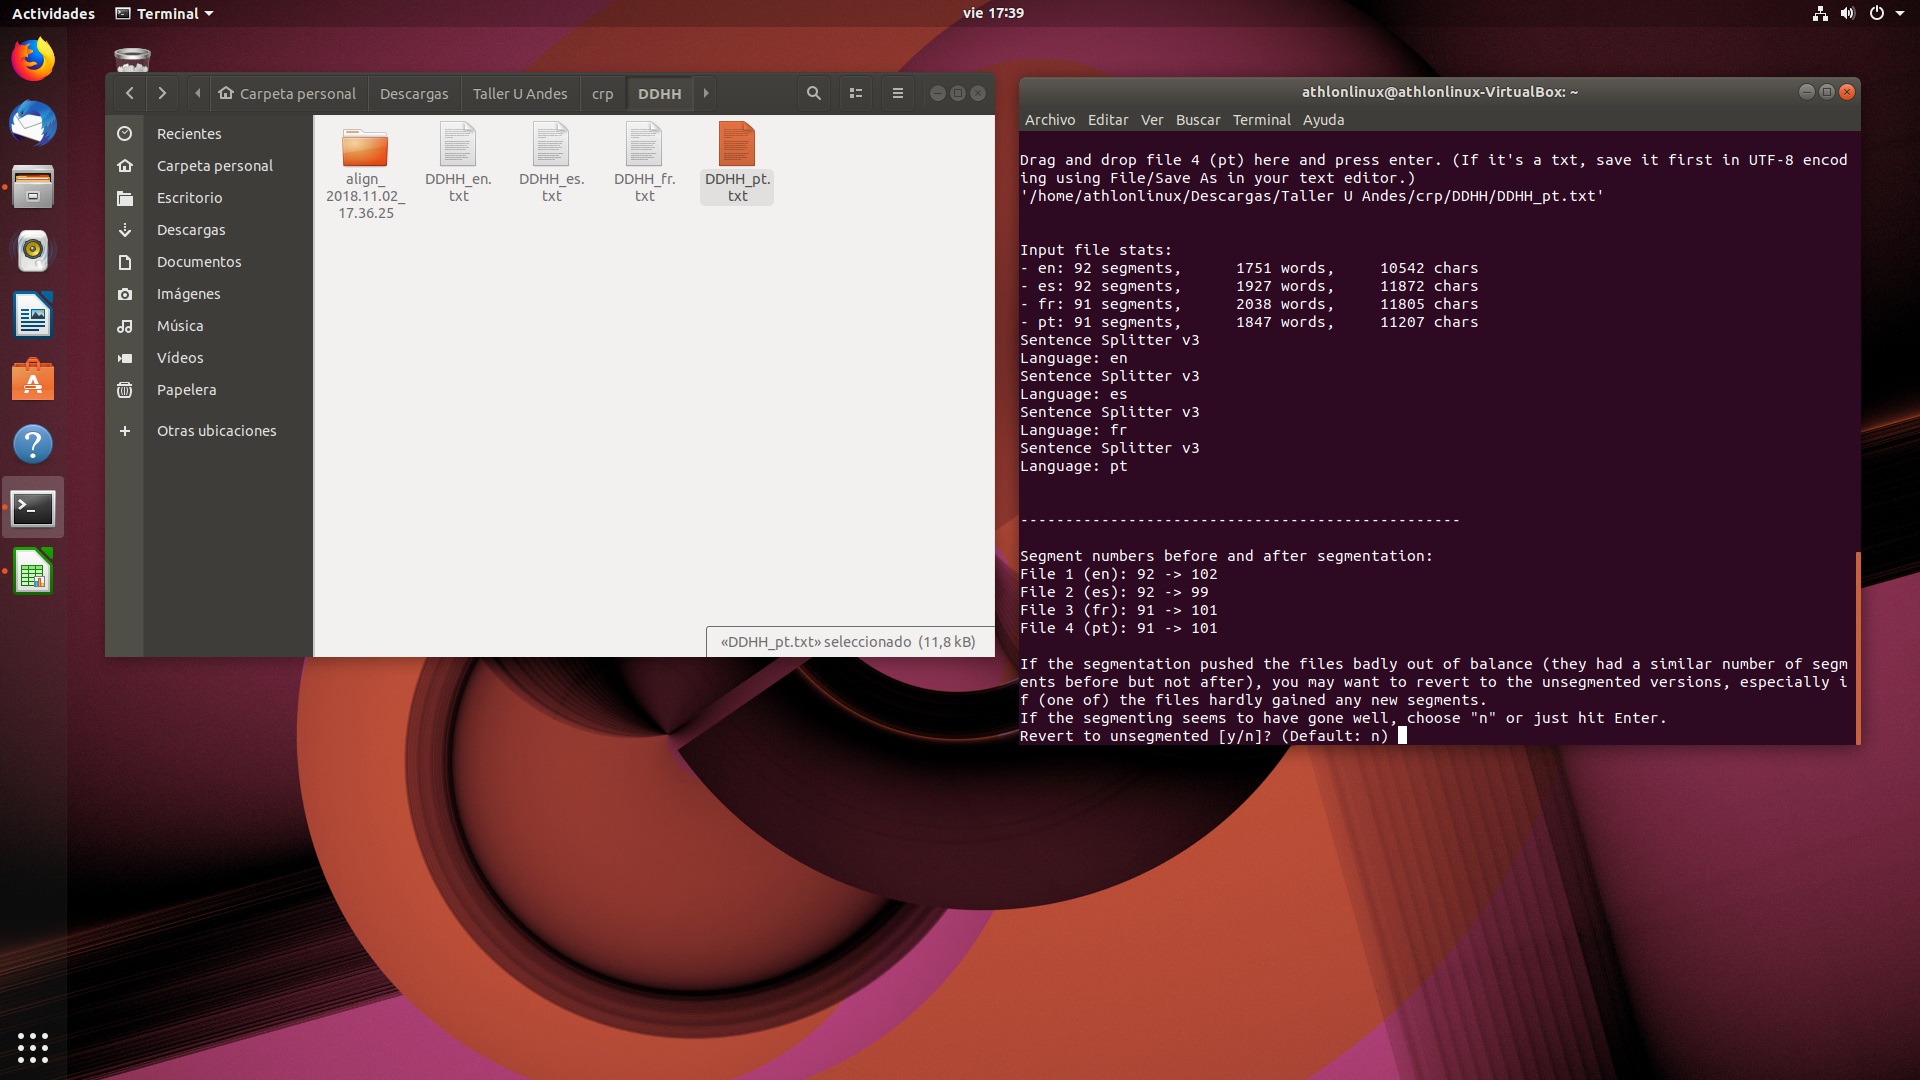 Actividades
Terminal
vie 17:39
Carpeta personal
Descargas
Taller U Andes
crp
DDHH
Recientes
Carpeta personal
Escritorio
Descargas
Documentos
Imágenes
Música
Vídeos
Papelera
Otras ubicaciones
align_
2018.11.02_
17.36.25
DDHH_en.
txt
DDHH_es.
txt
DDHH_fr.
txt
DDHH_pt.
txt
«DDHH_pt.txt» seleccionado (11,8 kB)
athlonlinux@athlonlinux-VirtualBox: ~
Archivo Editar Ver Buscar Terminal Ayuda
Drag and drop file 4 (pt) here and press enter. (If it's a txt, save it first in UTF-8 encod
ing using File/Save As in your text editor.)
'/home/athlonlinux/Descargas/Taller U Andes/crp/DDHH/DDHH_pt.txt'
Input file stats:
- en: 92 segments, 1751 words, 10542 chars
- es: 92 segments, 1927 words, 11872 chars
- fr: 91 segments, 2038 words, 11805 chars
- pt: 91 segments, 1847 words, 11207 chars
Sentence Splitter v3
Language: en
Sentence Splitter v3
Language: es
Sentence Splitter v3
Language: fr
Sentence Splitter v3
Language: pt
-------------------------------------------------
Segment numbers before and after segmentation:
File 1 (en): 92 -> 102
File 2 (es): 92 -> 99
File 3 (fr): 91 -> 101
File 4 (pt): 91 -> 101
If the segmentation pushed the files badly out of balance (they had a similar number of segm
ents before but not after), you may want to revert to the unsegmented versions, especially i
f (one of) the files hardly gained any new segments.
If the segmenting seems to have gone well, choose "n" or just hit Enter.
Revert to unsegmented [y/n]? (Default: n)